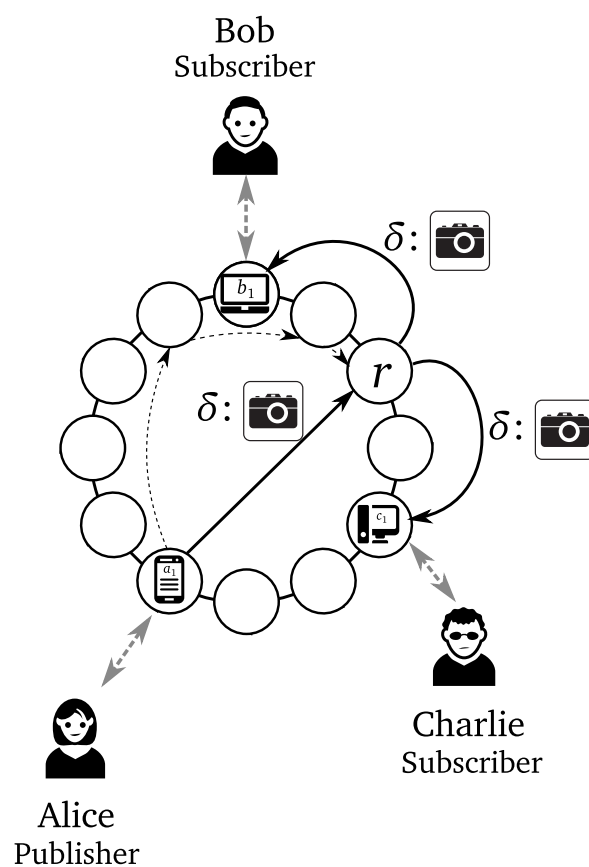 Bob
Subscriber
δ:
b₁
r
δ:
δ:
c₁
a₁
Charlie
Subscriber
Alice
Publisher